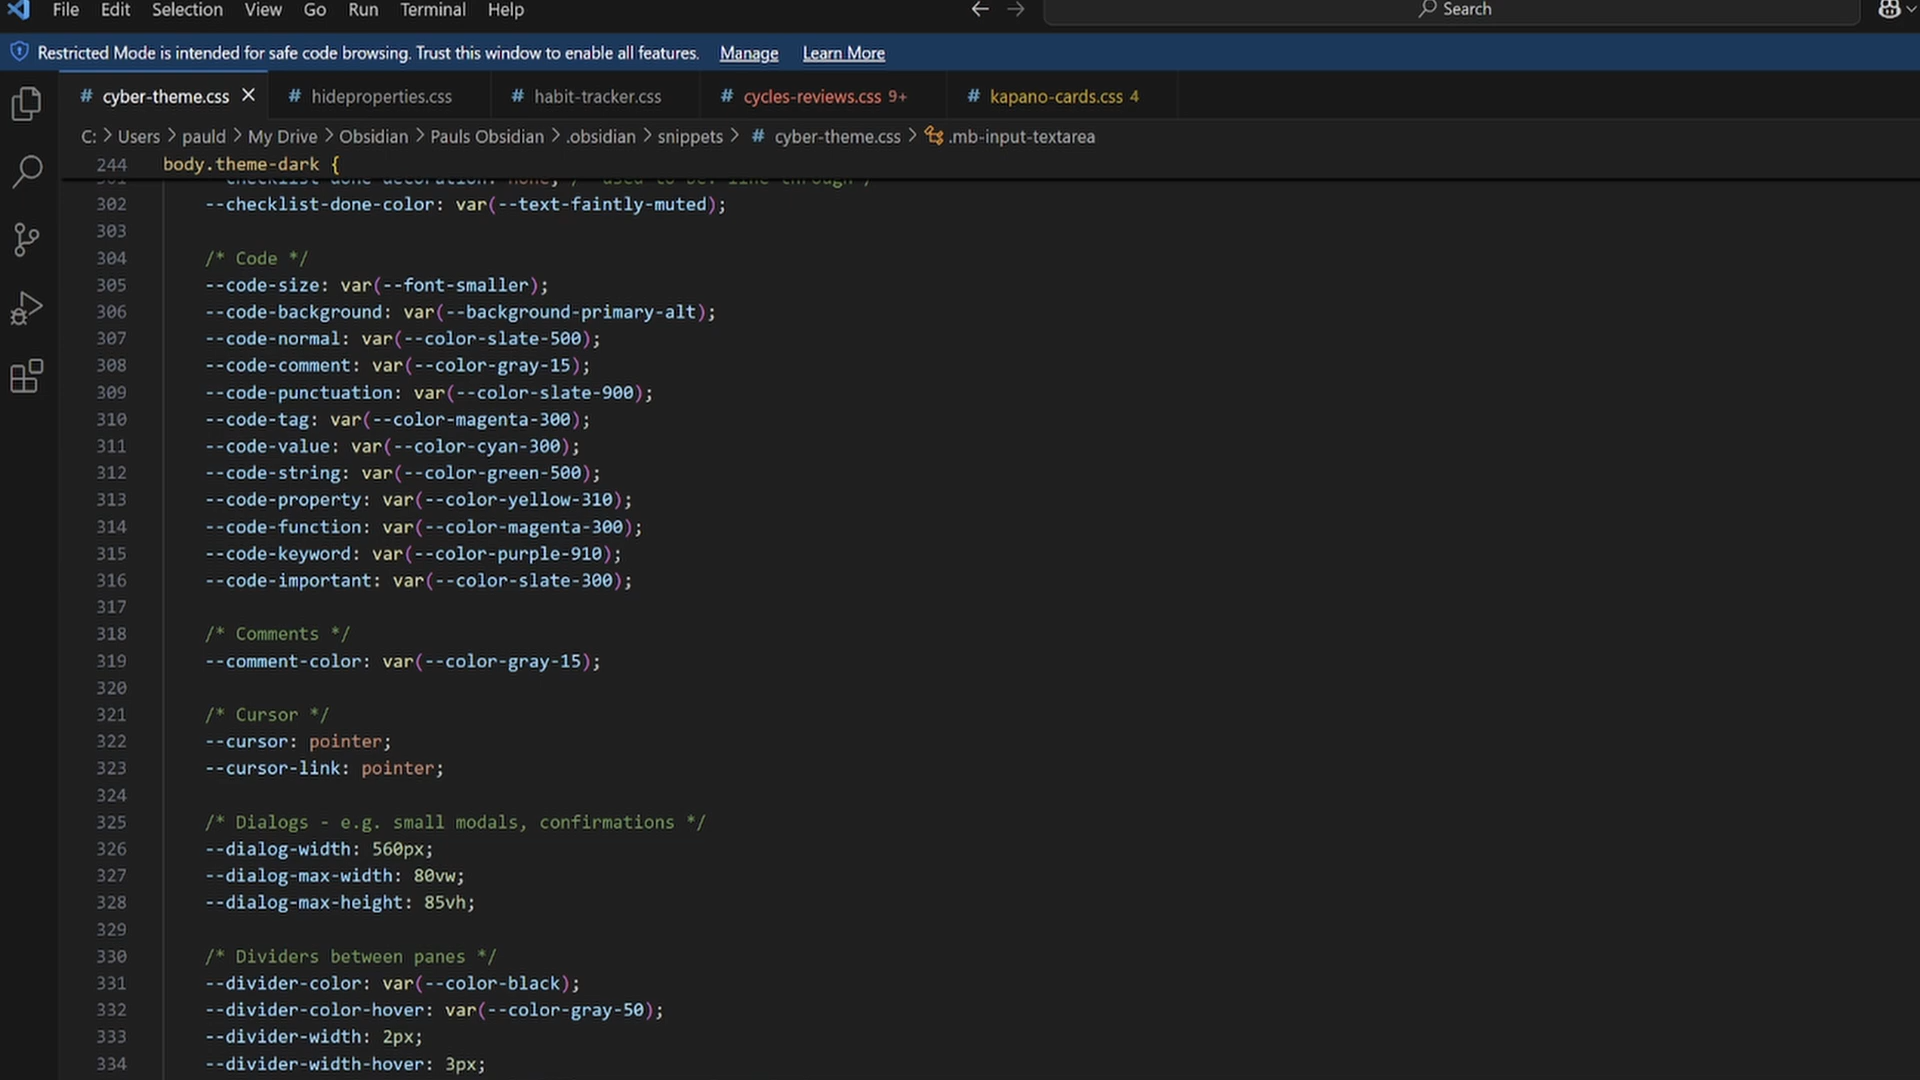 File Edit Selection View Go Run Terminal Help Search
Restricted Mode is intended for safe code browsing. Trust this window to enable all features. Manage Learn More
# cyber-theme.css # hideproperties.css # habit-tracker.css # cycles-reviews.css 9+ # kapano-cards.css 4
C: > Users > pauld > My Drive > Obsidian > Pauls Obsidian > .obsidian > snippets > # cyber-theme.css > .mb-input-textarea
244 body.theme-dark {
302 --checklist-done-color: var(--text-faintly-muted);
303
304 /* Code */
305 --code-size: var(--font-smaller);
306 --code-background: var(--background-primary-alt);
307 --code-normal: var(--color-slate-500);
308 --code-comment: var(--color-gray-15);
309 --code-punctuation: var(--color-slate-900);
310 --code-tag: var(--color-magenta-300);
311 --code-value: var(--color-cyan-300);
312 --code-string: var(--color-green-500);
313 --code-property: var(--color-yellow-310);
314 --code-function: var(--color-magenta-300);
315 --code-keyword: var(--color-purple-910);
316 --code-important: var(--color-slate-300);
317
318 /* Comments */
319 --comment-color: var(--color-gray-15);
320
321 /* Cursor */
322 --cursor: pointer;
323 --cursor-link: pointer;
324
325 /* Dialogs - e.g. small modals, confirmations */
326 --dialog-width: 560px;
327 --dialog-max-width: 80vw;
328 --dialog-max-height: 85vh;
329
330 /* Dividers between panes */
331 --divider-color: var(--color-black);
332 --divider-color-hover: var(--color-gray-50);
333 --divider-width: 2px;
334 --divider-width-hover: 3px;